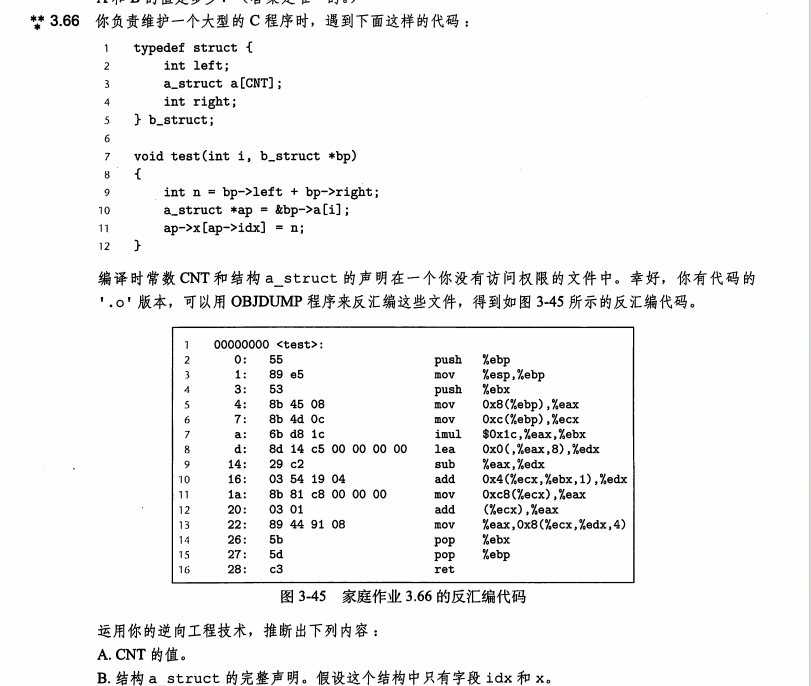 ** 3.66 你负责维护一个大型的 C 程序时，遇到下面这样的代码：
1 typedef struct {
2 int left;
3 a_struct a[CNT];
4 int right;
5 } b_struct;
6
7 void test(int i, b_struct *bp)
8 {
9 int n = bp->left + bp->right;
10 a_struct *ap = &bp->a[i];
11 ap->x[ap->idx] = n;
12 }
编译时常数 CNT 和结构 a_struct 的声明在一个你没有访问权限的文件中。幸好，你有代码的
'.o' 版本，可以用 OBJDUMP 程序来反汇编这些文件，得到如图 3-45 所示的反汇编代码。
1 00000000 <test>:
2 0: 55 push %ebp
3 1: 89 e5 mov %esp,%ebp
4 3: 53 push %ebx
5 4: 8b 45 08 mov 0x8(%ebp),%eax
6 7: 8b 4d 0c mov 0xc(%ebp),%ecx
7 a: 6b d8 1c imul $0x1c,%eax,%ebx
8 d: 8d 14 c5 00 00 00 00 lea 0x0(,%eax,8),%edx
9 14: 29 c2 sub %eax,%edx
10 16: 03 54 19 04 add 0x4(%ecx,%ebx,1),%edx
11 1a: 8b 81 c8 00 00 00 mov 0xc8(%ecx),%eax
12 20: 03 01 add (%ecx),%eax
13 22: 89 44 91 08 mov %eax,0x8(%ecx,%edx,4)
14 26: 5b pop %ebx
15 27: 5d pop %ebp
16 28: c3 ret
图 3-45 家庭作业 3.66 的反汇编代码
运用你的逆向工程技术，推断出下列内容：
A. CNT 的值。
B. 结构 a_struct 的完整声明。假设这个结构中只有字段 idx 和 x。